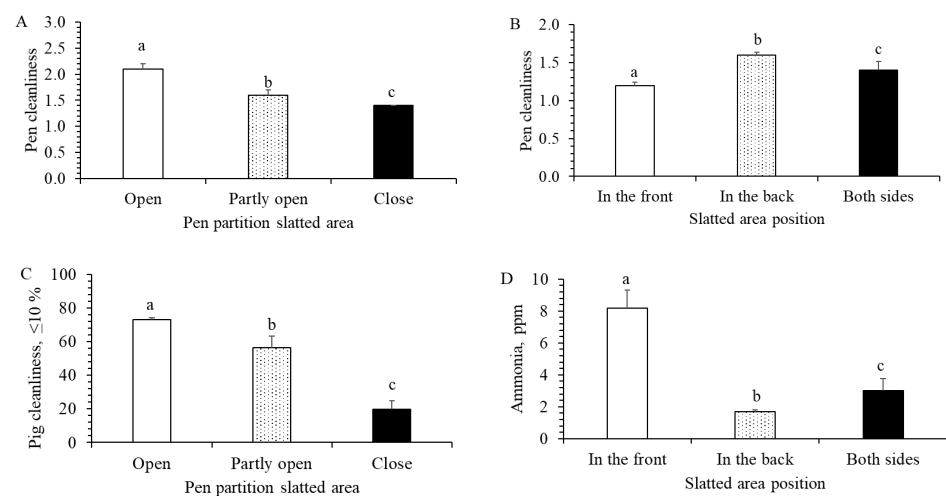 A
Pen cleanliness
3.0
2.5
2.0
1.5
1.0
0.5
0.0
a
b
c
Open Partly open Close
Pen partition slatted area
B
Pen cleanliness
2.0
1.5
1.0
0.5
0.0
a
b
c
In the front In the back Both sides
Slatted area position
C
Pig cleanliness, ≤10 %
100
80
60
40
20
0
a
b
c
Open Partly open Close
Pen partition slatted area
D
Ammonia, ppm
10
8
6
4
2
0
a
b
c
In the front In the back Both sides
Slatted area position